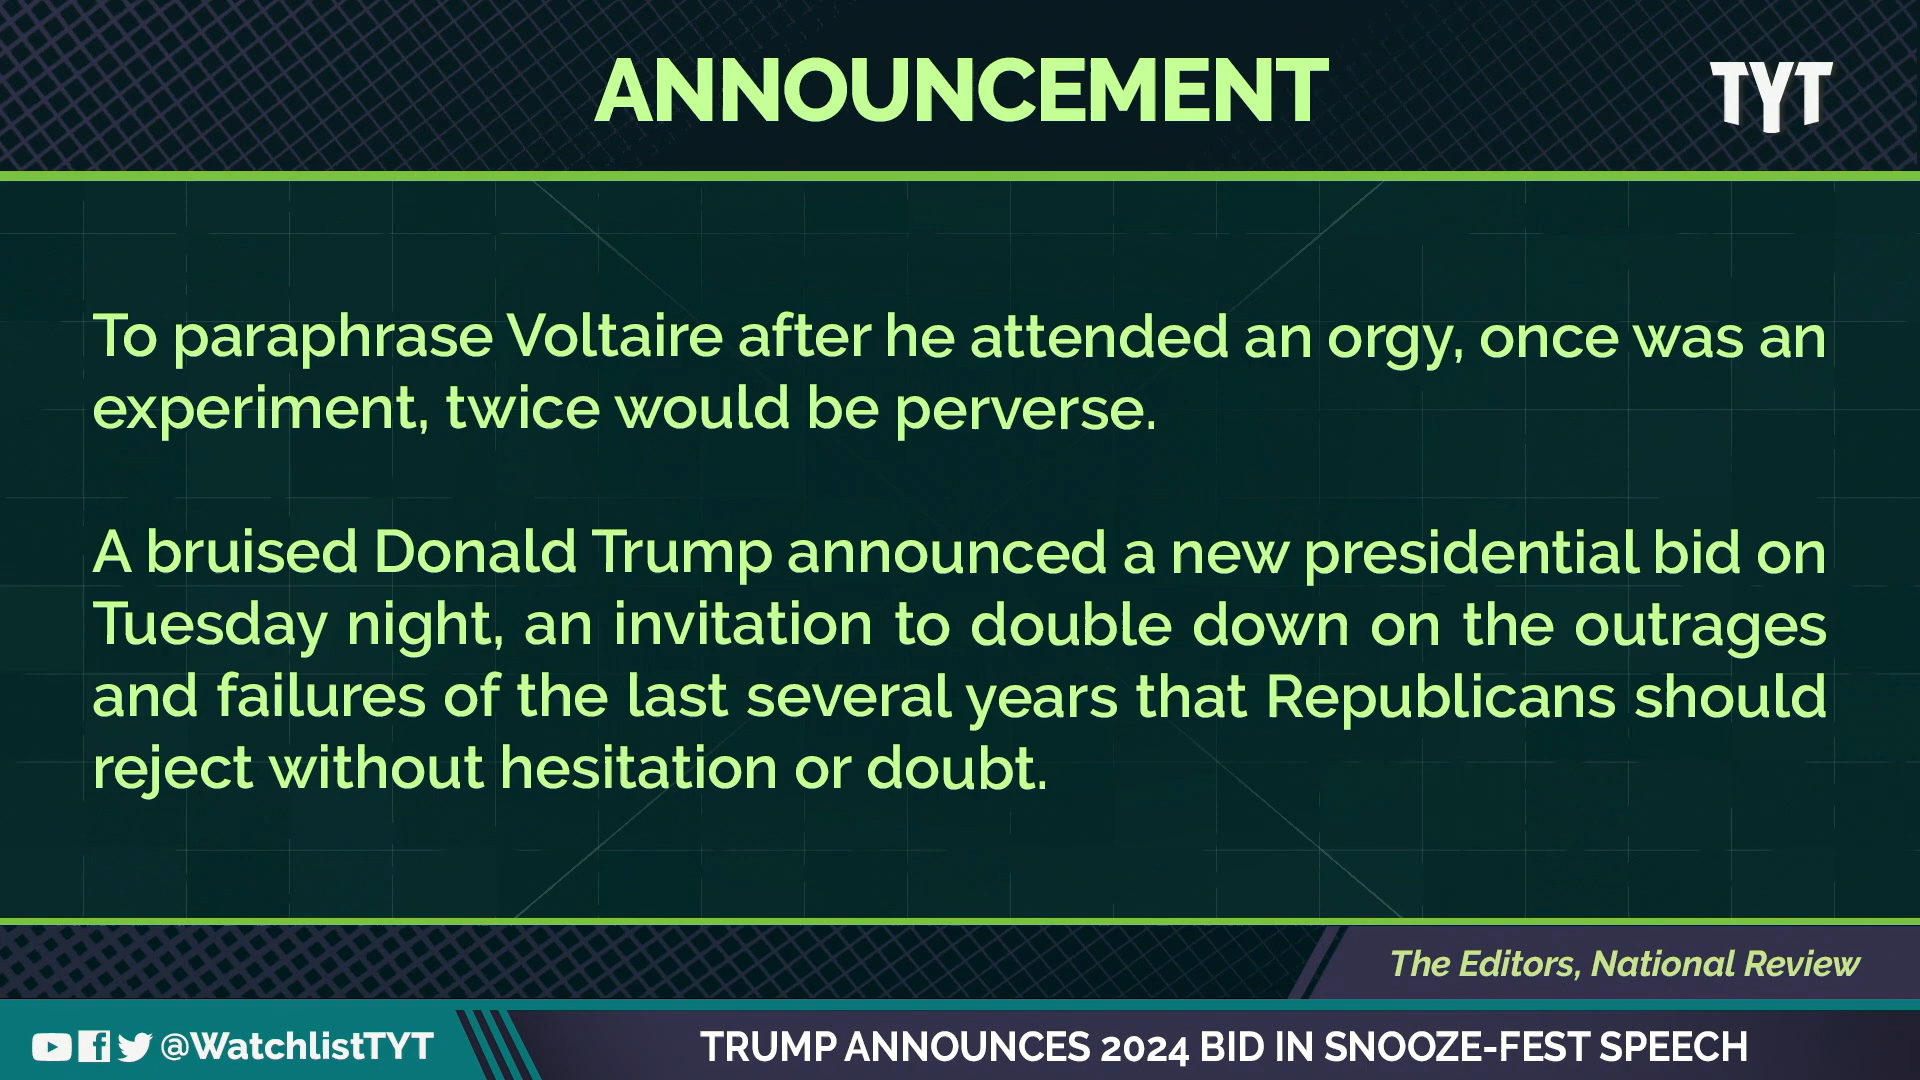 ANNOUNCEMENT
TYT
To paraphrase Voltaire after he attended an orgy, once was an
experiment, twice would be perverse.
A bruised Donald Trump announced a new presidential bid on
Tuesday night, an invitation to double down on the outrages
and failures of the last several years that Republicans should
reject without hesitation or doubt.
The Editors, National Review
@WatchlistTYT
TRUMP ANNOUNCES 2024 BID IN SNOOZE-FEST SPEECH